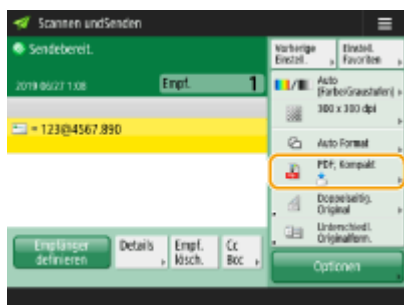 Scannen undSenden
Sendebereit.
2019 06/27 1:08
Empf. 1
= 123@4567.890
Empfänger
definieren
Details
Empf.
lösch.
Cc
Bcc
Vorherige
Einstell.
Einstell.
Favoriten
Auto
(Farbe/Graustufen)
300 x 300 dpi
Auto Format
PDF, Kompakt
Doppelseitig.
Original
Unterschiedl.
Originalform.
Optionen